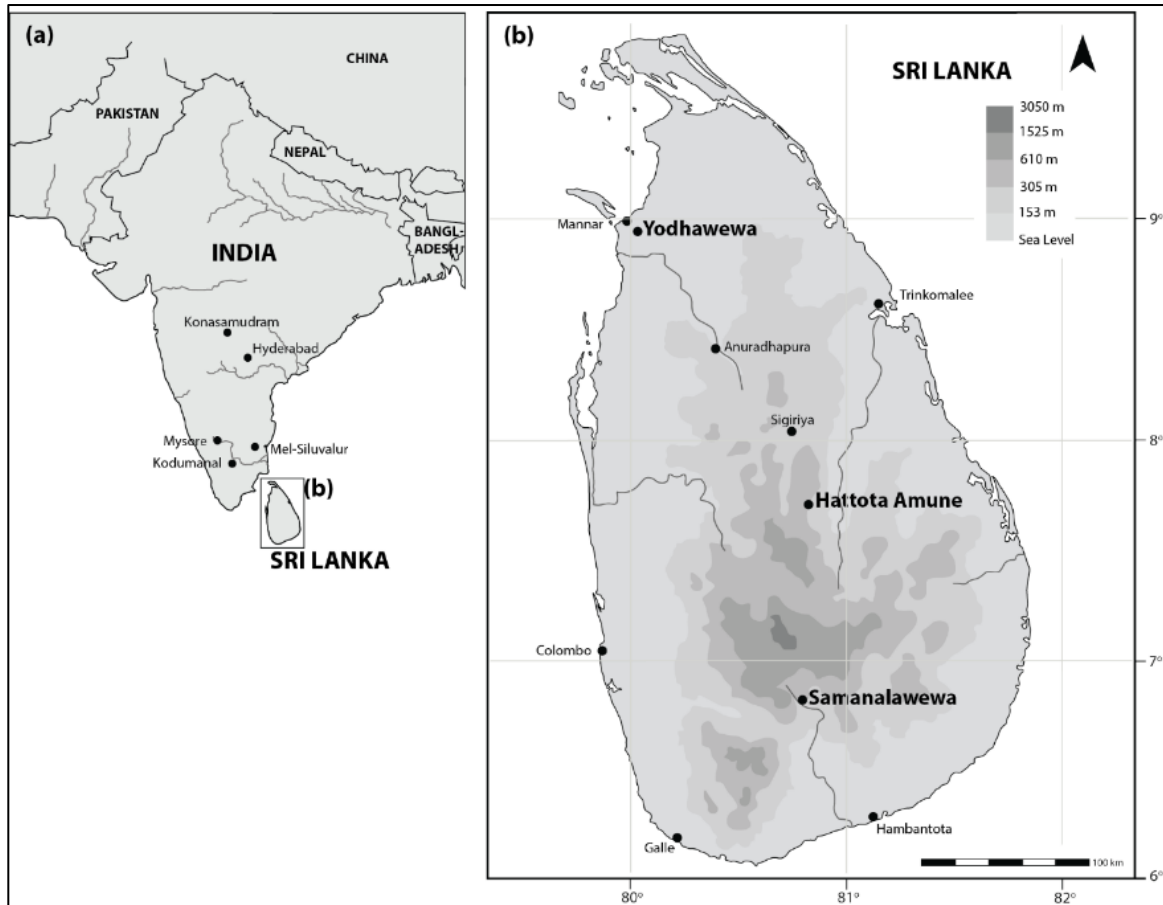 (a)
CHINA
PAKISTAN
NEPAL
BANGL-
ADESH
INDIA
Konasamudram
Hyderabad
Mysore
Mel-Siluvalur
Kodumanal
(b)
SRI LANKA
(b)
SRI LANKA
3050 m
1525 m
610 m
305 m
153 m
Sea Level
Mannar
Yodhawewa
9°
Trinkomalee
Anuradhapura
Sigiriya
8°
Hattota Amune
Colombo
7°
Samanalawewa
Hambantota
Galle
100 km
6°
80°
81°
82°